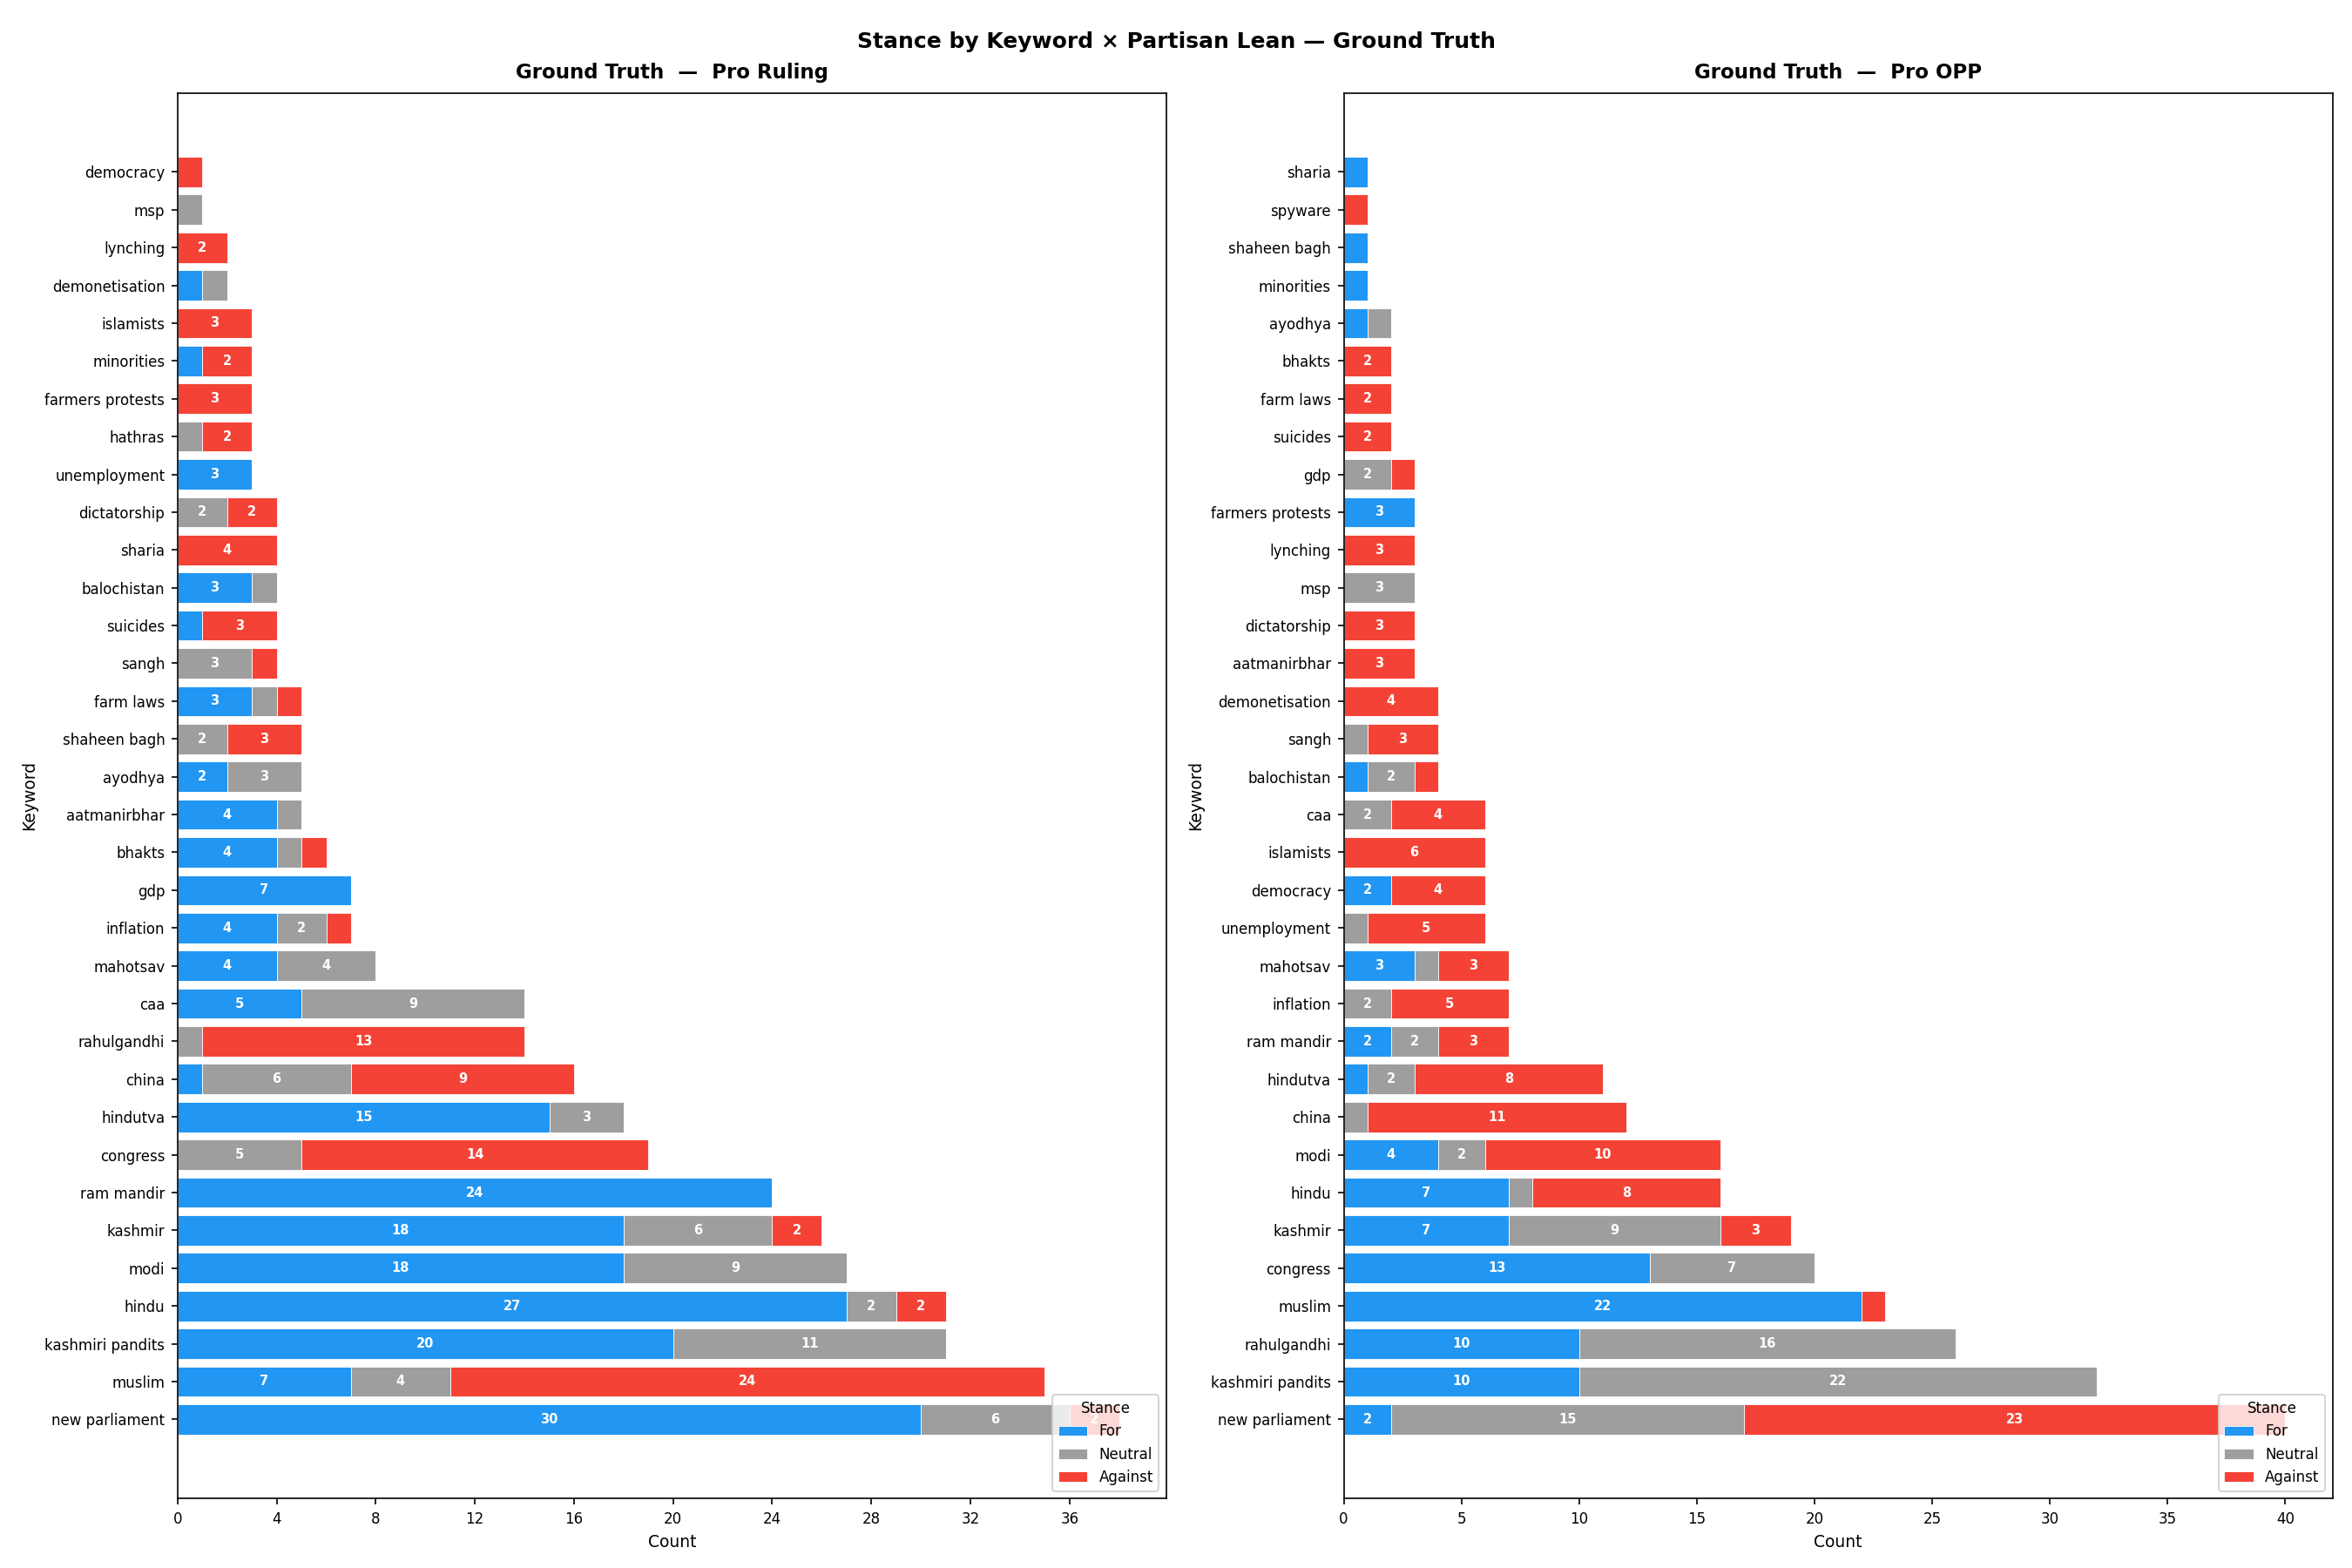 Stance by Keyword × Partisan Lean — Ground Truth
Ground Truth — Pro Ruling
Keyword
democracy
msp
lynching 2
demonetisation
islamists 3
minorities 2
farmers protests 3
hathras 2
unemployment 3
dictatorship 2 2
sharia 4
balochistan 3
suicides 3
sangh 3
farm laws 3
shaheen bagh 2 3
ayodhya 2 3
aatmanirbhar 4
bhakts 4
gdp 7
inflation 4 2
mahotsav 4 4
caa 5 9
rahulgandhi 13
china 6 9
hindutva 15 3
congress 5 14
ram mandir 24
kashmir 18 6 2
modi 18 9
hindu 27 2 2
kashmiri pandits 20 11
muslim 7 4 24
new parliament 30 6 2
Stance
For
Neutral
Against
0 4 8 12 16 20 24 28 32 36
Count
Ground Truth — Pro OPP
Keyword
sharia
spyware
shaheen bagh
minorities
ayodhya
bhakts 2
farm laws 2
suicides 2
gdp 2
farmers protests 3
lynching 3
msp 3
dictatorship 3
aatmanirbhar 3
demonetisation 4
sangh 3
balochistan 2
caa 2 4
islamists 6
democracy 2 4
unemployment 5
mahotsav 3 3
inflation 2 5
ram mandir 2 2 3
hindutva 2 8
china 11
modi 4 2 10
hindu 7 8
kashmir 7 9 3
congress 13 7
muslim 22
rahulgandhi 10 16
kashmiri pandits 10 22
new parliament 2 15 23
Stance
For
Neutral
Against
0 5 10 15 20 25 30 35 40
Count